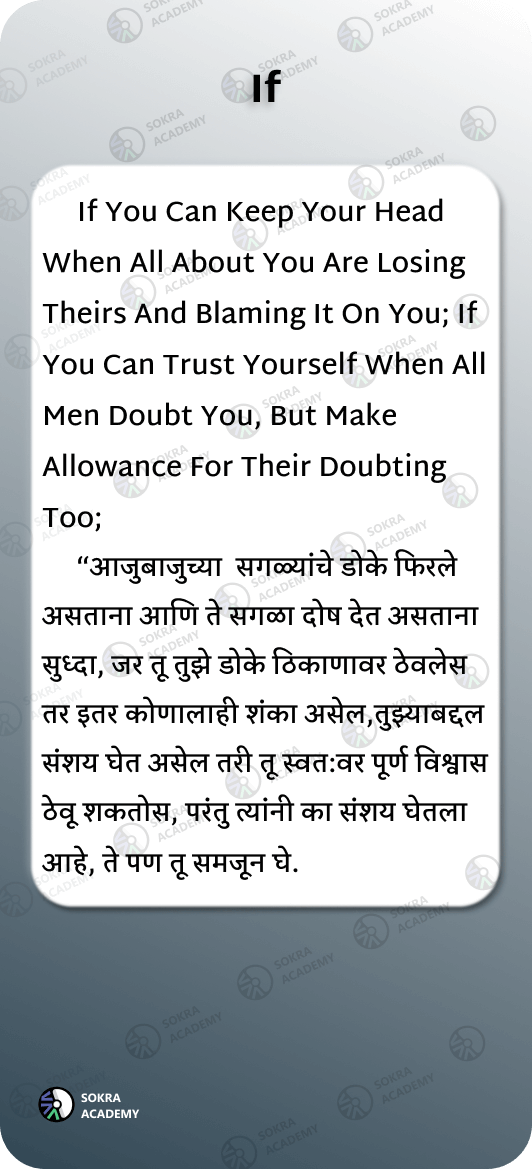 If
If You Can Keep Your Head
When All About You Are Losing
Theirs And Blaming It On You; If
You Can Trust Yourself When All
Men Doubt You, But Make
Allowance For Their Doubting
Too;
“आजुबाजुच्या सगळ्यांचे डोके फिरले
असताना आणि ते सगळा दोष देत असताना
सुध्दा, जर तू तुझे डोके ठिकाणावर ठेवलेस
तर इतर कोणालाही शंका असेल,तुझ्याबद्दल
संशय घेत असेल तरी तू स्वत:वर पूर्ण विश्वास
ठेवू शकतोस, परंतु त्यांनी का संशय घेतला
आहे, ते पण तू समजून घे.
SOKRA
ACADEMY